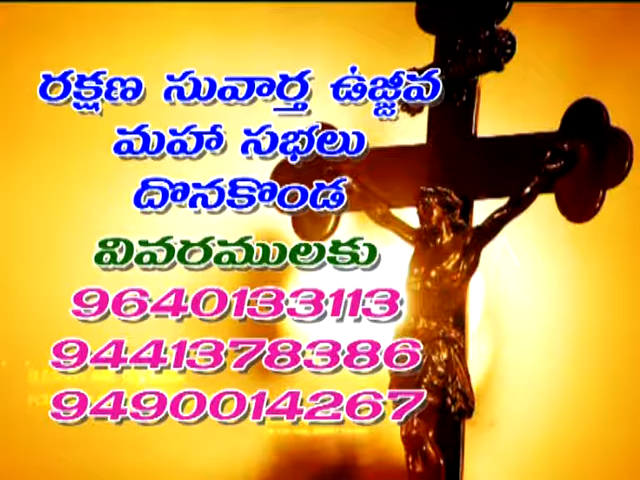 రక్షణ సువార్త ఉజ్జీవ
మహా సభలు
దొనకొండ
వివరములకు
9640133113
9441378386
9490014267